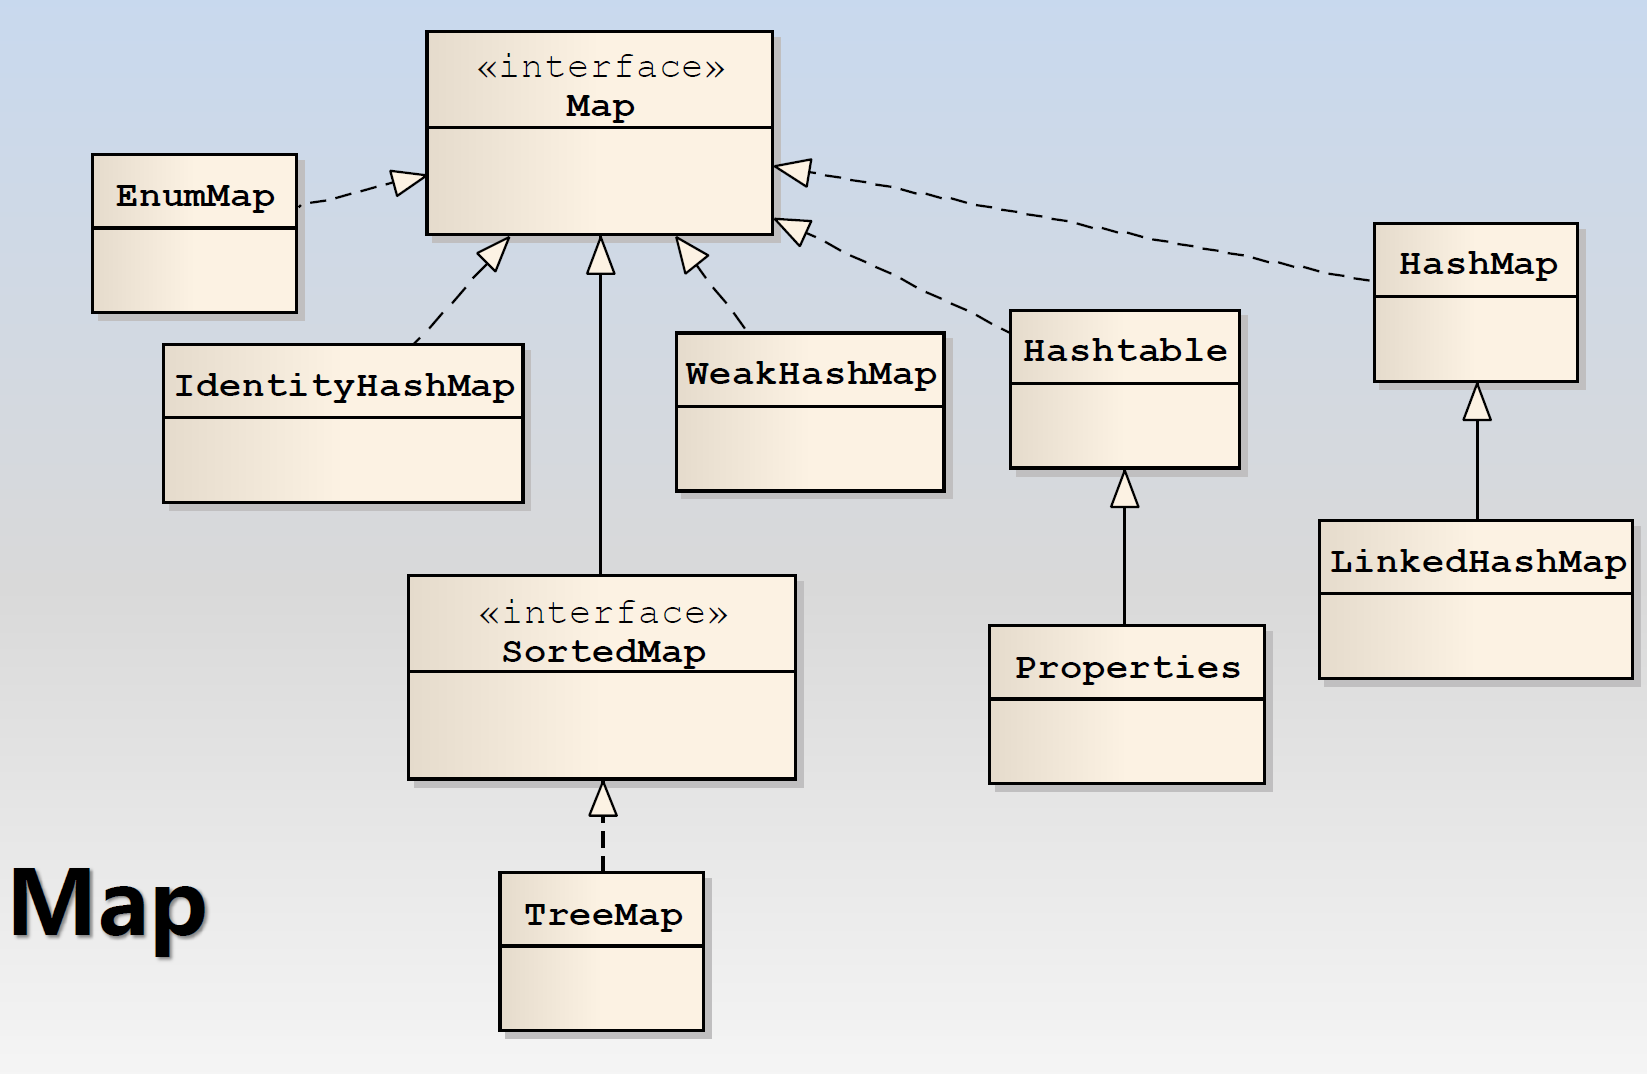 «interface»
Map
EnumMap
HashMap
Hashtable
IdentityHashMap
WeakHashMap
LinkedHashMap
«interface»
SortedMap
Properties
Map
TreeMap